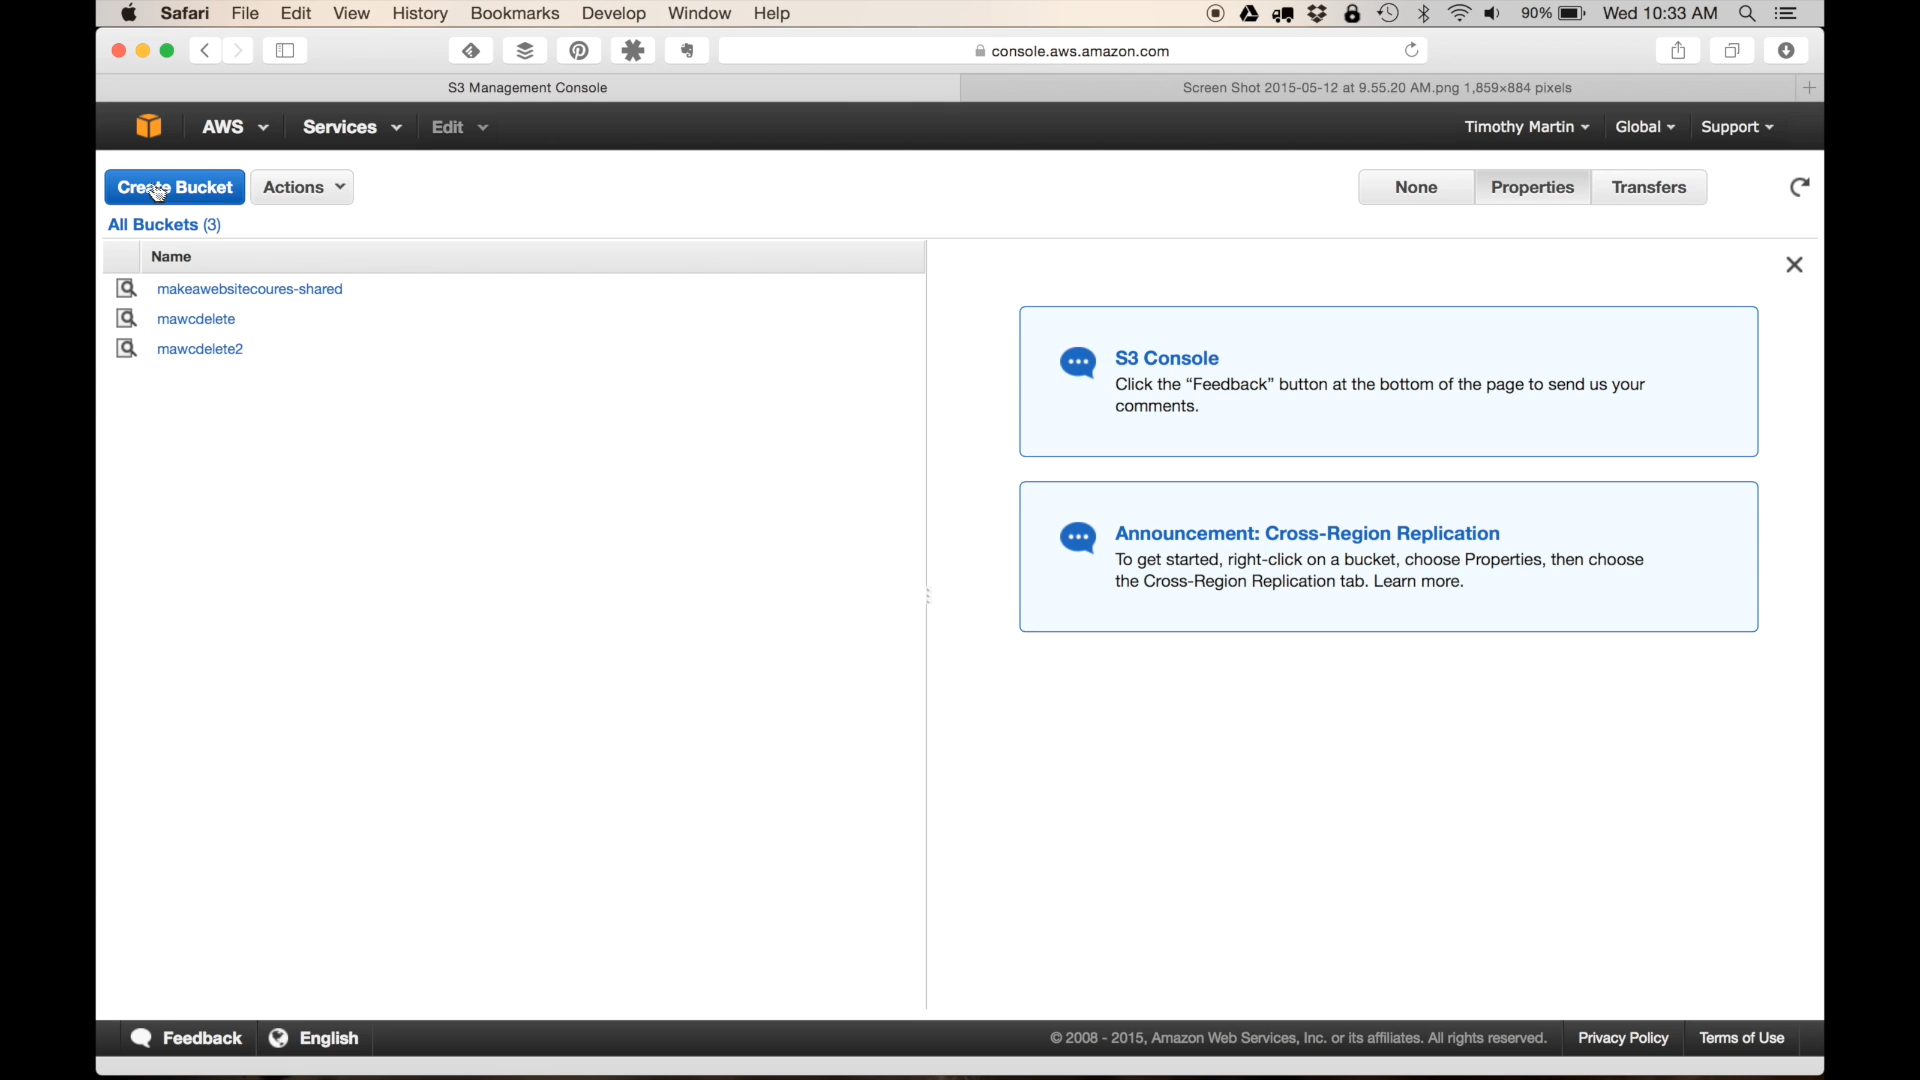 Safari File Edit View History Bookmarks Develop Window Help 90% Wed 10:33 AM
console.aws.amazon.com
S3 Management Console Screen Shot 2015-05-12 at 9.55.20 AM.png 1,859×884 pixels
AWS Services Edit Timothy Martin Global Support
Create Bucket Actions None Properties Transfers
All Buckets (3)
Name
makeawebsitecoures-shared
mawcdelete
mawcdelete2
S3 Console
Click the “Feedback” button at the bottom of the page to send us your
comments.
Announcement: Cross-Region Replication
To get started, right-click on a bucket, choose Properties, then choose
the Cross-Region Replication tab. Learn more.
Feedback English © 2008 - 2015, Amazon Web Services, Inc. or its affiliates. All rights reserved. Privacy Policy Terms of Use